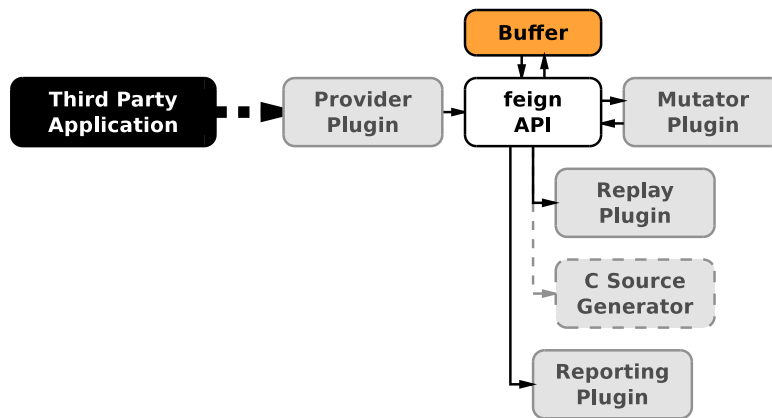 Buffer
Third Party
Application
Provider
Plugin
feign
API
Mutator
Plugin
Replay
Plugin
C Source
Generator
Reporting
Plugin